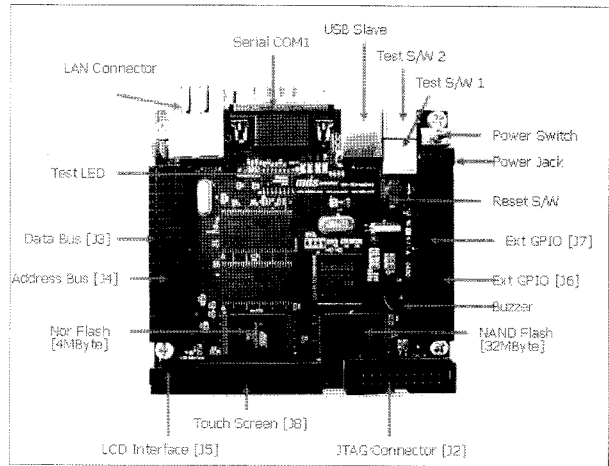 USB Slave
Serial COM1
Test S/W 2
LAN Connector
Test S/W 1
Power Switch
Power Jack
Test LED
Reset S/W
Data Bus [J3]
Ext GPIO [J7]
Address Bus [J4]
Ext GPIO [J6]
Buzzer
Nor Flash
[4MByte]
NAND Flash
[32MByte]
Touch Screen [J8]
LCD Interface [J5]
JTAG Connector [J2]